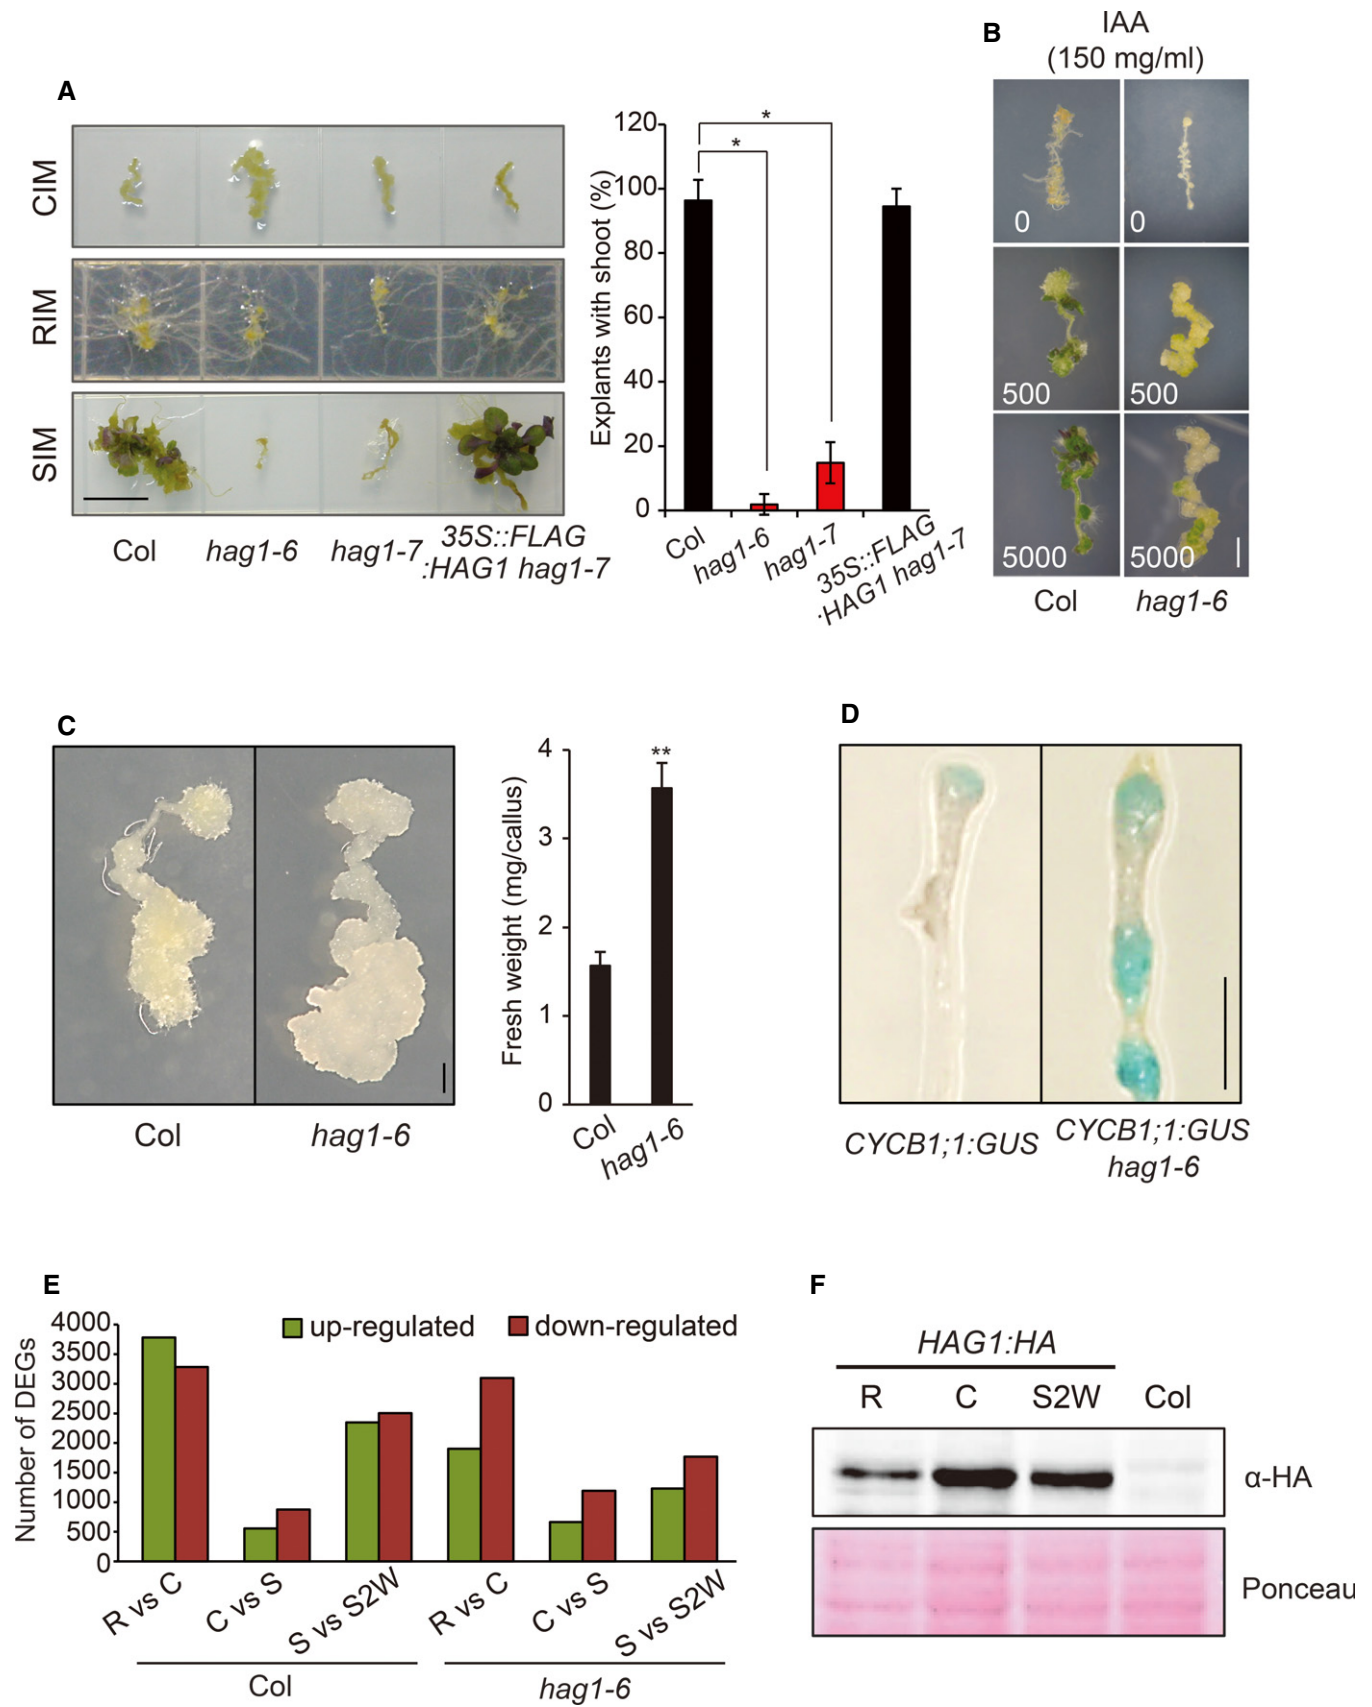 A
CIM
RIM
SIM
Col
hag1-6
hag1-7
35S::FLAG
:HAG1 hag1-7
Explants with shoot (%)
120
100
80
60
40
20
0
*
*
Col
hag1-6
hag1-7
35S::FLAG
:HAG1 hag1-7
B
IAA
(150 mg/ml)
0
0
500
500
5000
5000
Col
hag1-6
C
Col
hag1-6
Fresh weight (mg/callus)
4
3
2
1
0
**
Col
hag1-6
D
CYCB1;1:GUS
CYCB1;1:GUS
hag1-6
E
Number of DEGs
4000
3500
3000
2500
2000
1500
1000
500
0
up-regulated
down-regulated
R vs C
C vs S
S vs S2W
R vs C
C vs S
S vs S2W
Col
hag1-6
F
HAG1:HA
R C S2W Col
α-HA
Ponceau